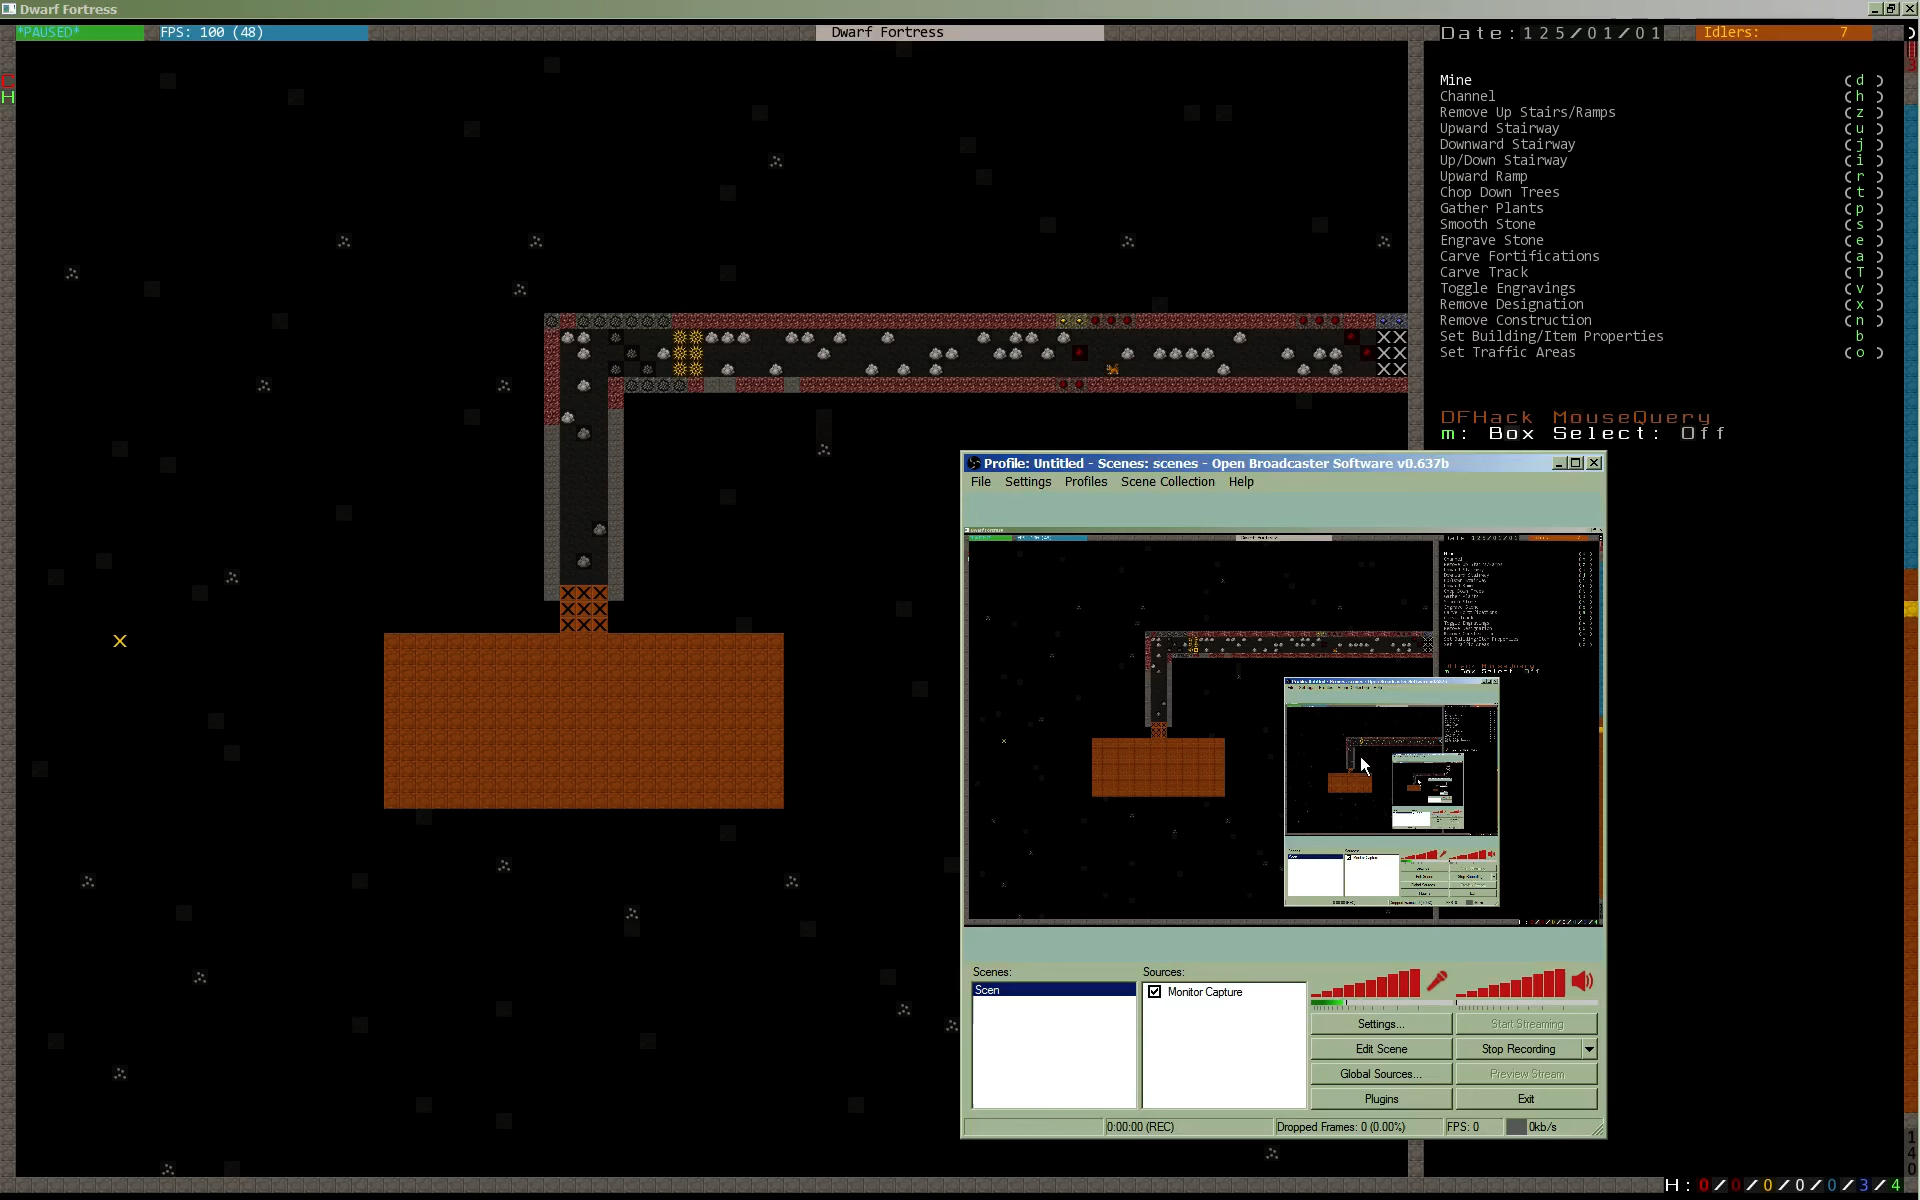 Dwarf Fortress
*PAUSED* FPS: 100 (48) Dwarf Fortress Date:125/01/01 Idlers: 7
Mine (d)
Channel (h)
Remove Up Stairs/Ramps (z)
Upward Stairway (u)
Downward Stairway (j)
Up/Down Stairway (i)
Upward Ramp (r)
Chop Down Trees (t)
Gather Plants (p)
Smooth Stone (s)
Engrave Stone (e)
Carve Fortifications (a)
Carve Track (T)
Toggle Engravings (v)
Remove Designation (x)
Remove Construction (n)
Set Building/Item Properties b
Set Traffic Areas (o)
DFHack MouseQuery
m: Box Select: Off
Profile: Untitled - Scenes: scenes - Open Broadcaster Software v0.637b
File Settings Profiles Scene Collection Help
Scenes: Sources:
Scen
Monitor Capture
Settings... Start Streaming
Edit Scene Stop Recording
Global Sources... Preview Stream
Plugins Exit
0:00:00 (REC) Dropped Frames: 0 (0.00%) FPS: 0 0kb/s
H:0/0/0/0/0/3/4